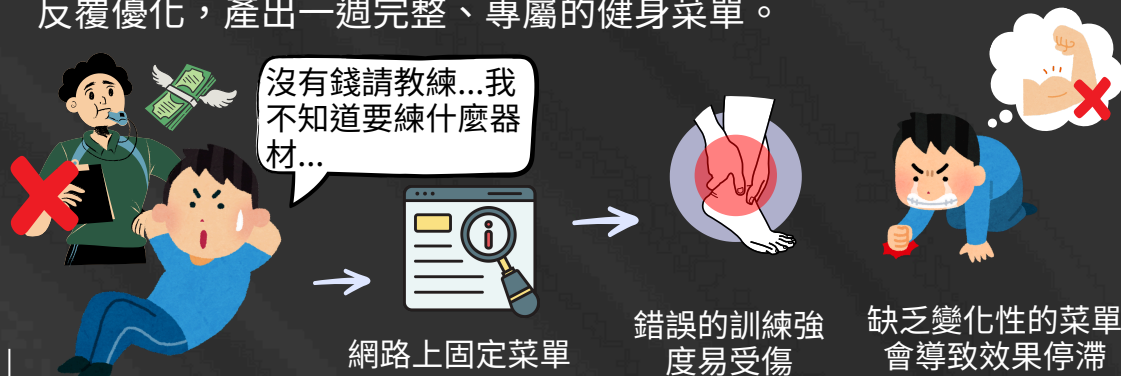 反覆優化，產出一週完整、專屬的健身菜單。
沒有錢請教練...我
不知道要練什麼器
材...
網路上固定菜單
錯誤的訓練強
度易受傷
缺乏變化性的菜單
會導致效果停滯